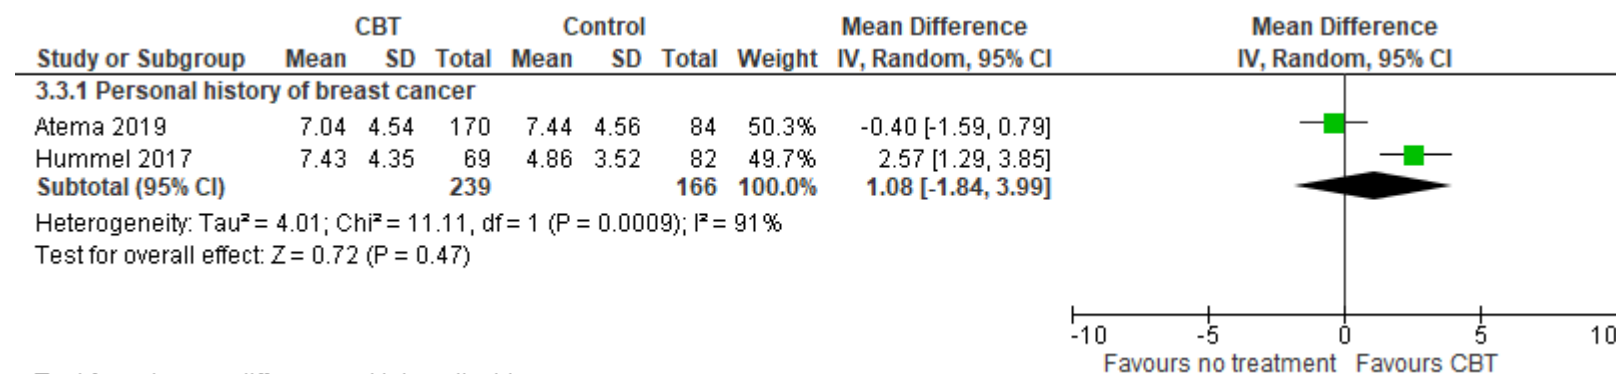 CBT Control Mean Difference Mean Difference
Study or Subgroup Mean SD Total Mean SD Total Weight IV, Random, 95% CI IV, Random, 95% CI
3.3.1 Personal history of breast cancer
Atema 2019 7.04 4.54 170 7.44 4.56 84 50.3% -0.40 [-1.59, 0.79]
Hummel 2017 7.43 4.35 69 4.86 3.52 82 49.7% 2.57 [1.29, 3.85]
Subtotal (95% CI) 239 166 100.0% 1.08 [-1.84, 3.99]
Heterogeneity: Tau² = 4.01; Chi² = 11.11, df = 1 (P = 0.0009); I² = 91%
Test for overall effect: Z = 0.72 (P = 0.47)
-10 -5 0 5 10
Favours no treatment Favours CBT